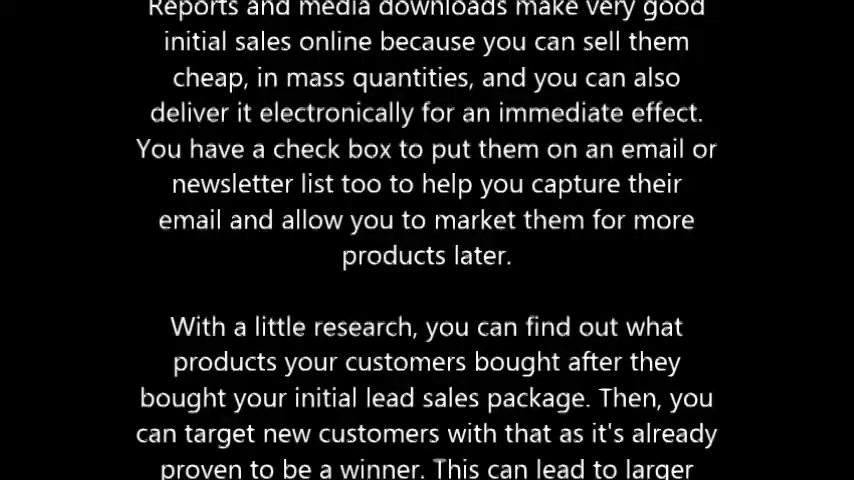 Reports and media downloads make very good
initial sales online because you can sell them
cheap, in mass quantities, and you can also
deliver it electronically for an immediate effect.
You have a check box to put them on an email or
newsletter list too to help you capture their
email and allow you to market them for more
products later.
With a little research, you can find out what
products your customers bought after they
bought your initial lead sales package. Then, you
can target new customers with that as it's already
proven to be a winner. This can lead to larger